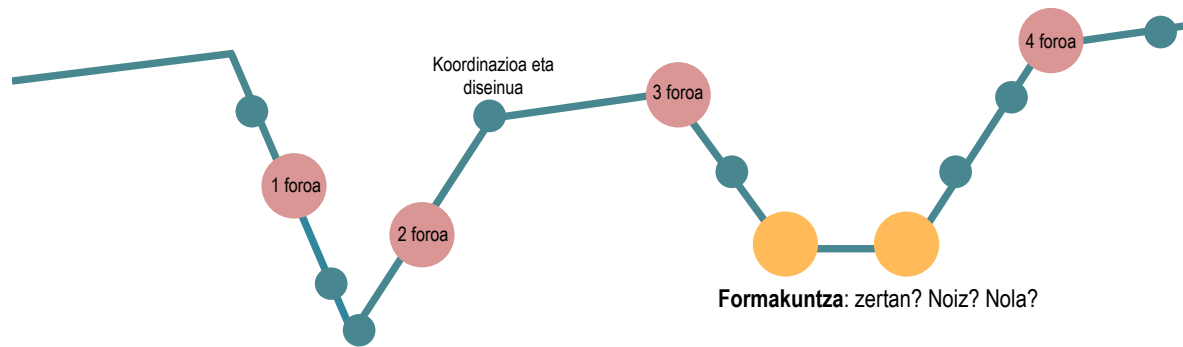 Koordinazioa eta
diseinua
1 foroa
2 foroa
3 foroa
4 foroa
Formakuntza: zertan? Noiz? Nola?